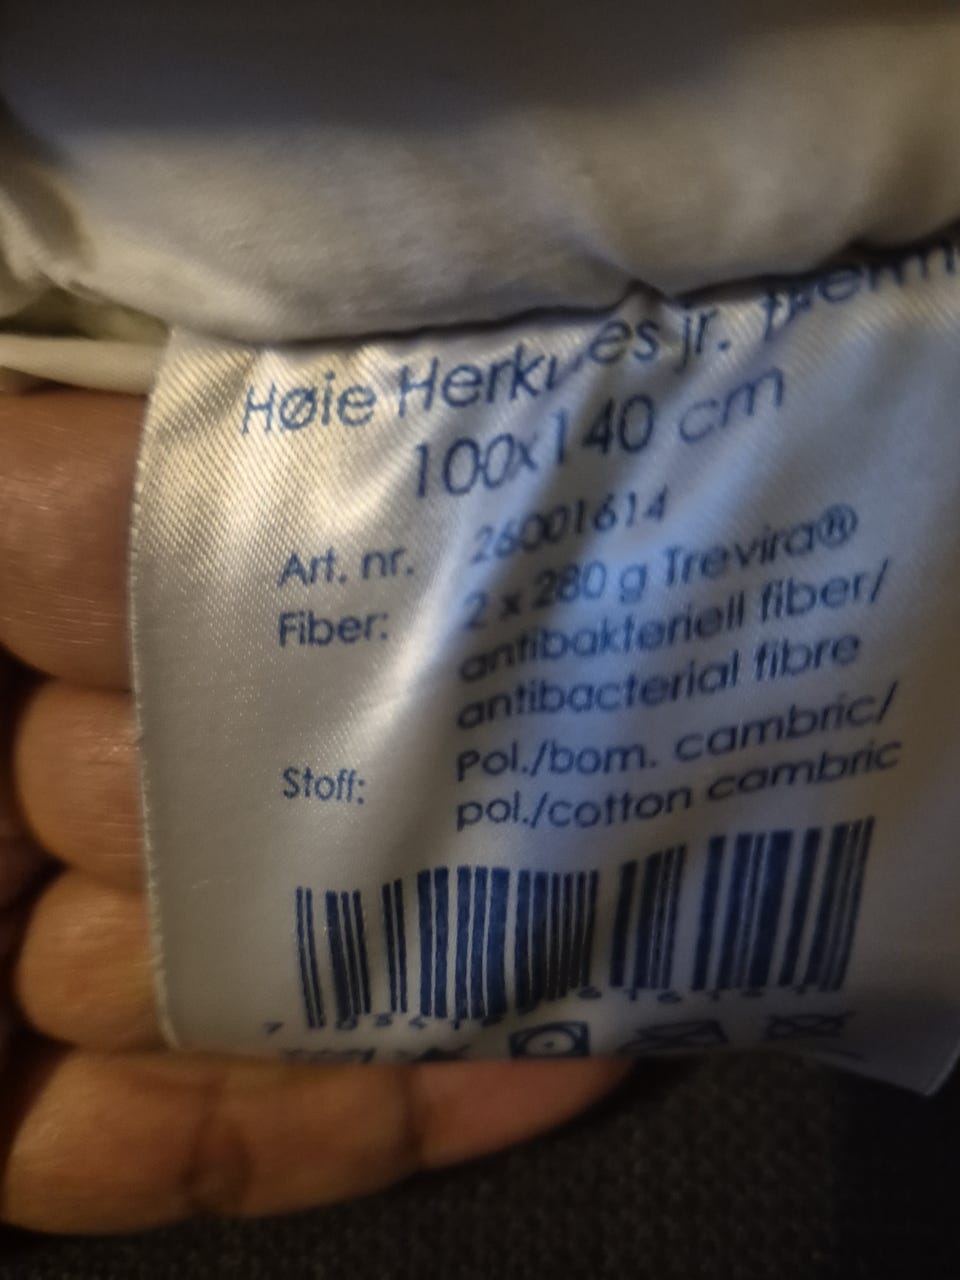 Høie Herkules jr.
100x140 cm
Art. nr. 26001614
Fiber: 2 x 280 g Trevira®
antibakteriell fiber/
antibacterial fibre
Stoff: Pol./bom. cambric/
pol./cotton cambric